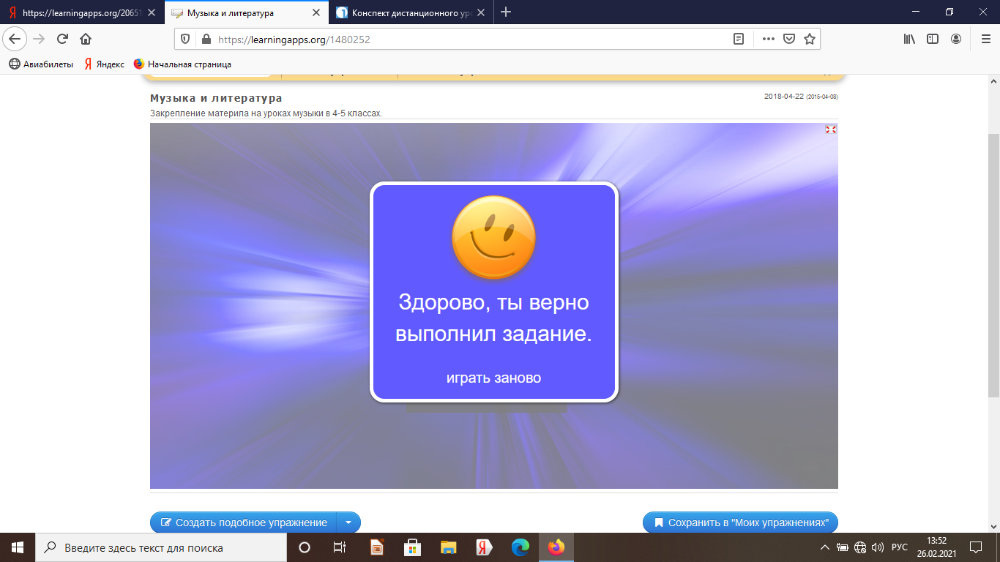 https://learningapps.org/20651
Музыка и литература
Конспект дистанционного уро
https://learningapps.org/1480252
Авиабилеты
Яндекс
Начальная страница
Музыка и литература
2018-04-22 (2015-04-08)
Закрепление материла на уроках музыки в 4-5 классах.
Здорово, ты верно
выполнил задание.
играть заново
Создать подобное упражнение
Сохранить в "Моих упражнениях"
Введите здесь текст для поиска
РУС
13:52
26.02.2021